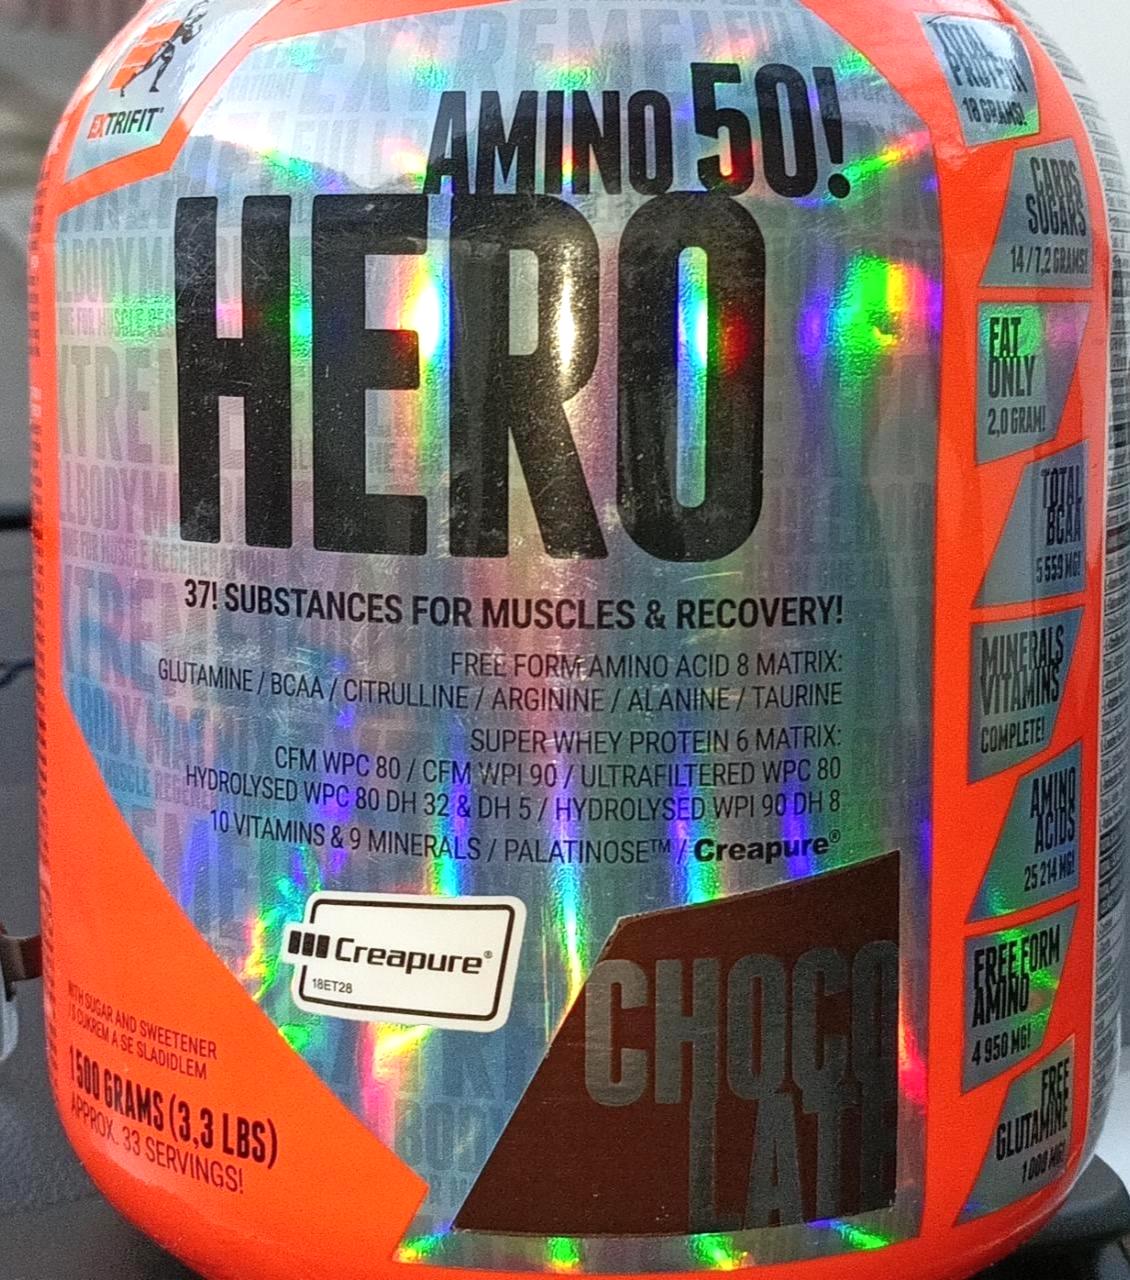 EXTRIFIT®
AMINO 50!
HERO
37! SUBSTANCES FOR MUSCLES & RECOVERY!
FREE FORM AMINO ACID 8 MATRIX:
GLUTAMINE / BCAA / CITRULLINE / ARGININE / ALANINE / TAURINE
SUPER WHEY PROTEIN 6 MATRIX:
CFM WPC 80 / CFM WPI 90 / ULTRAFILTERED WPC 80
HYDROLYSED WPC 80 DH 32 & DH 5 / HYDROLYSED WPI 90 DH 8
10 VITAMINS & 9 MINERALS / PALATINOSE™ / Creapure®
Creapure®
18ET28
CHOCO
WITH SUGAR AND SWEETENER
/ S CUKREM A SE SLADIDLEM
1500 GRAMS (3,3 LBS)
APPROX. 33 SERVINGS!
TOTAL
PROTEIN
18 GRAMS!
CARBS
SUGARS
14 / 7,2 GRAMS!
FAT
ONLY
2,0 GRAM!
TOTAL
BCAA
5 559 MG!
MINERALS
VITAMINS
COMPLETE!
AMINO
ACIDS
25 214 MG!
FREE FORM
AMINO
4 950 MG!
FREE
GLUTAMINE
1 000 MG!